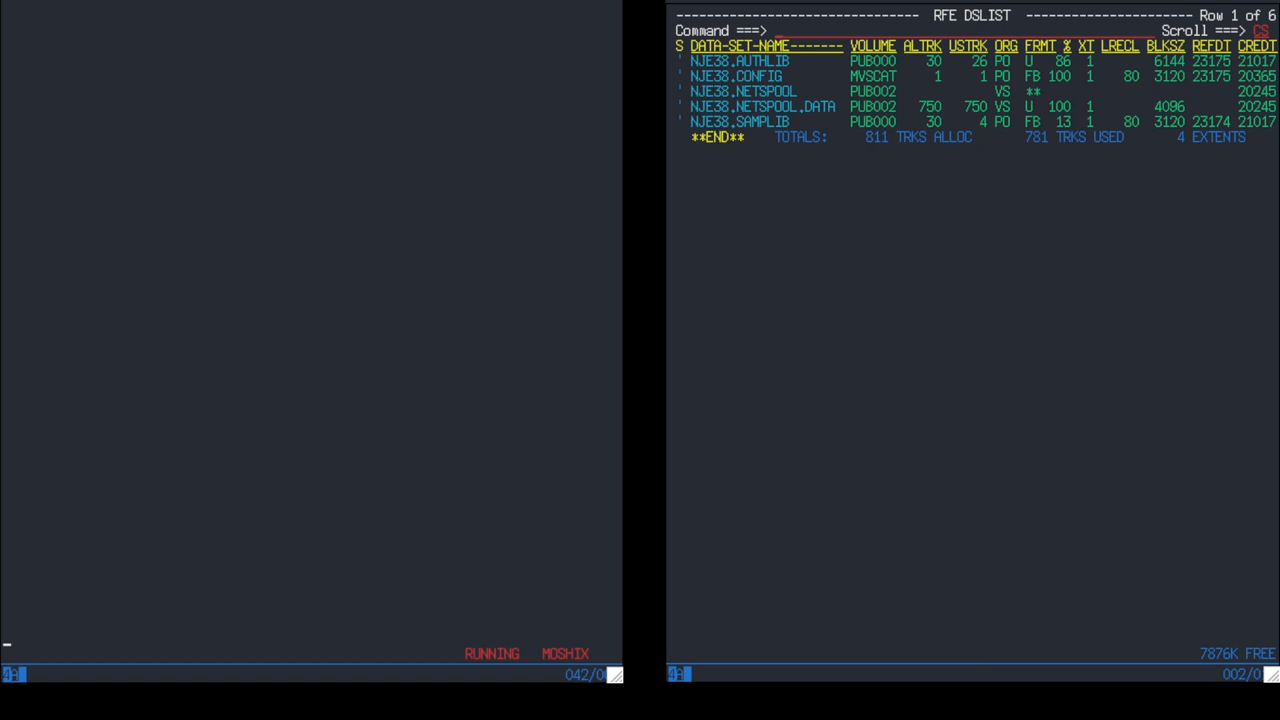 RUNNING MOSHIX
4A 042/0
------------------------------- RFE DSLIST --------------------- Row 1 of 6
Command ===> Scroll ===> CS
S DATA-SET-NAME------- VOLUME ALTRK USTRK ORG FRMT % XT LRECL BLKSZ REFDT CREDT
' NJE38.AUTHLIB PUB000 30 26 PO U 86 1 6144 23175 21017
' NJE38.CONFIG MVSCAT 1 1 PO FB 100 1 80 3120 23175 20365
' NJE38.NETSPOOL PUB002 VS ** 20245
' NJE38.NETSPOOL.DATA PUB002 750 750 VS U 100 1 4096 20245
' NJE38.SAMPLIB PUB000 30 4 PO FB 13 1 80 3120 23174 21017
**END** TOTALS: 811 TRKS ALLOC 781 TRKS USED 4 EXTENTS
7876K FREE
4A 002/0